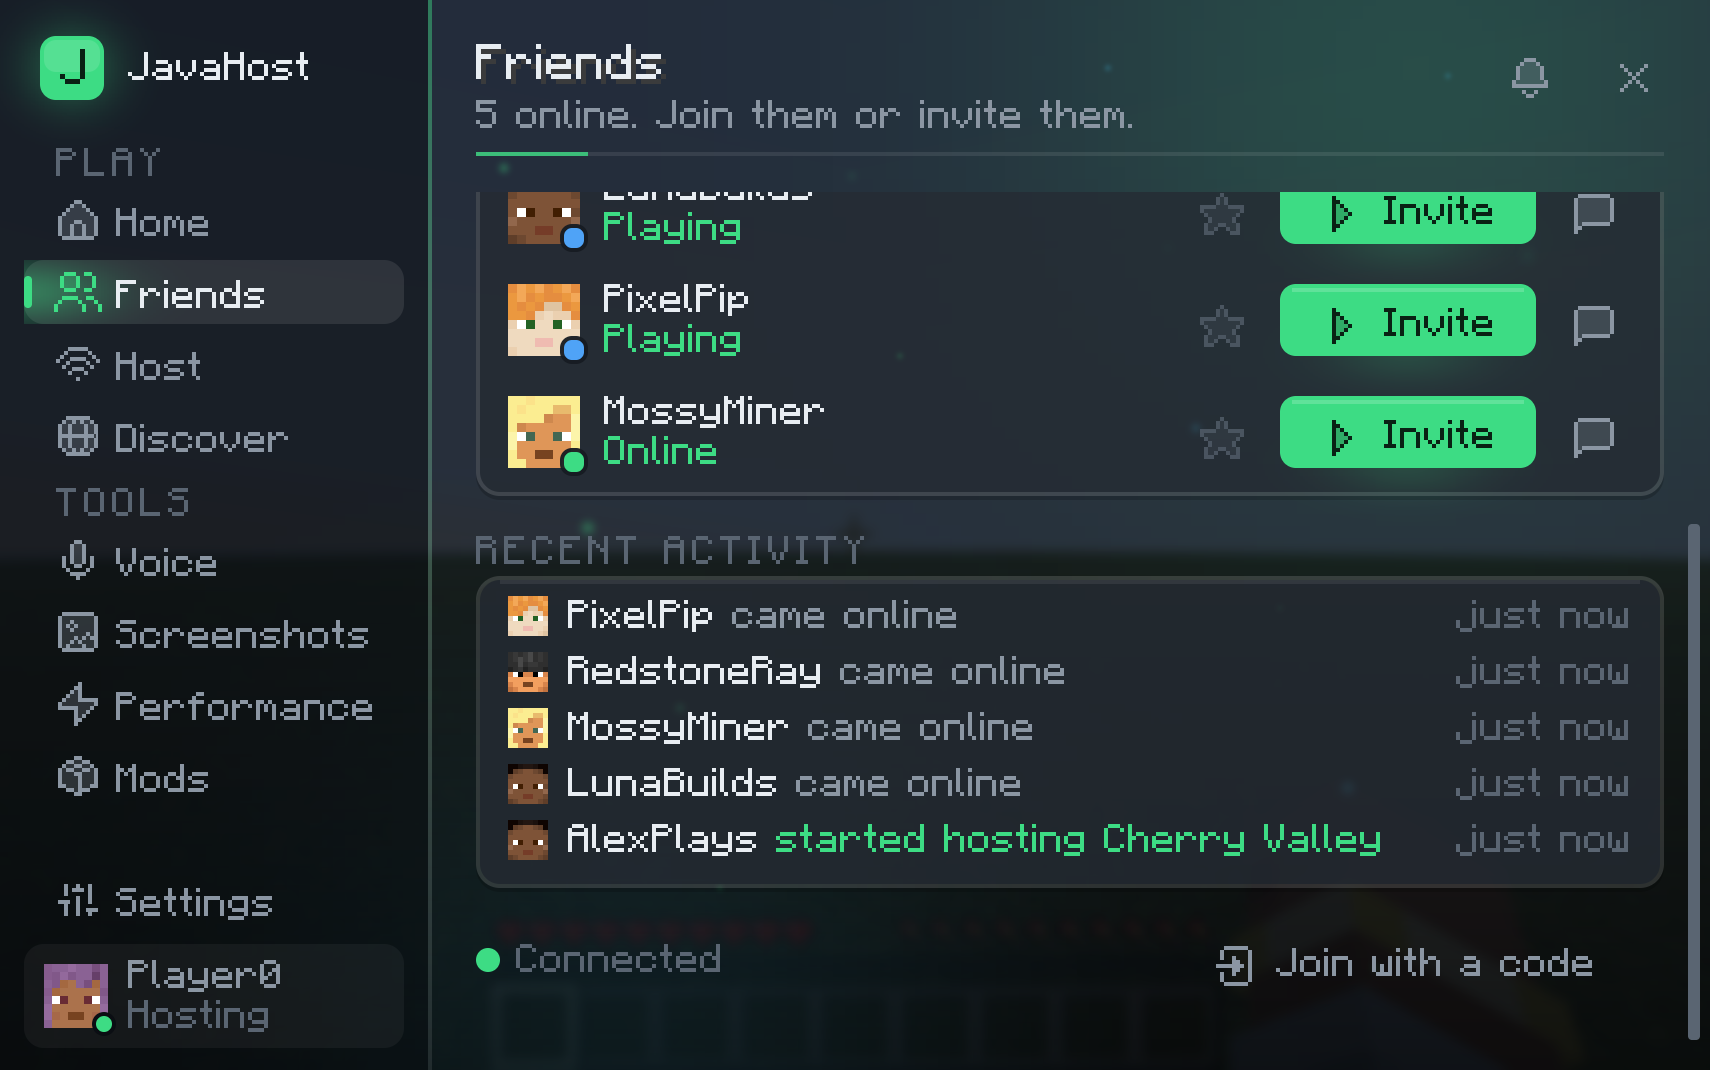 J
JavaHost
PLAY
Home
Friends
Host
Discover
TOOLS
Voice
Screenshots
Performance
Mods
Settings
Player0
Hosting
Friends
5 online. Join them or invite them.
LunaBuilds
Playing
Invite
PixelPip
Playing
Invite
MossyMiner
Online
Invite
RECENT ACTIVITY
PixelPip came online just now
RedstoneRay came online just now
MossyMiner came online just now
LunaBuilds came online just now
AlexPlays started hosting Cherry Valley just now
Connected
Join with a code